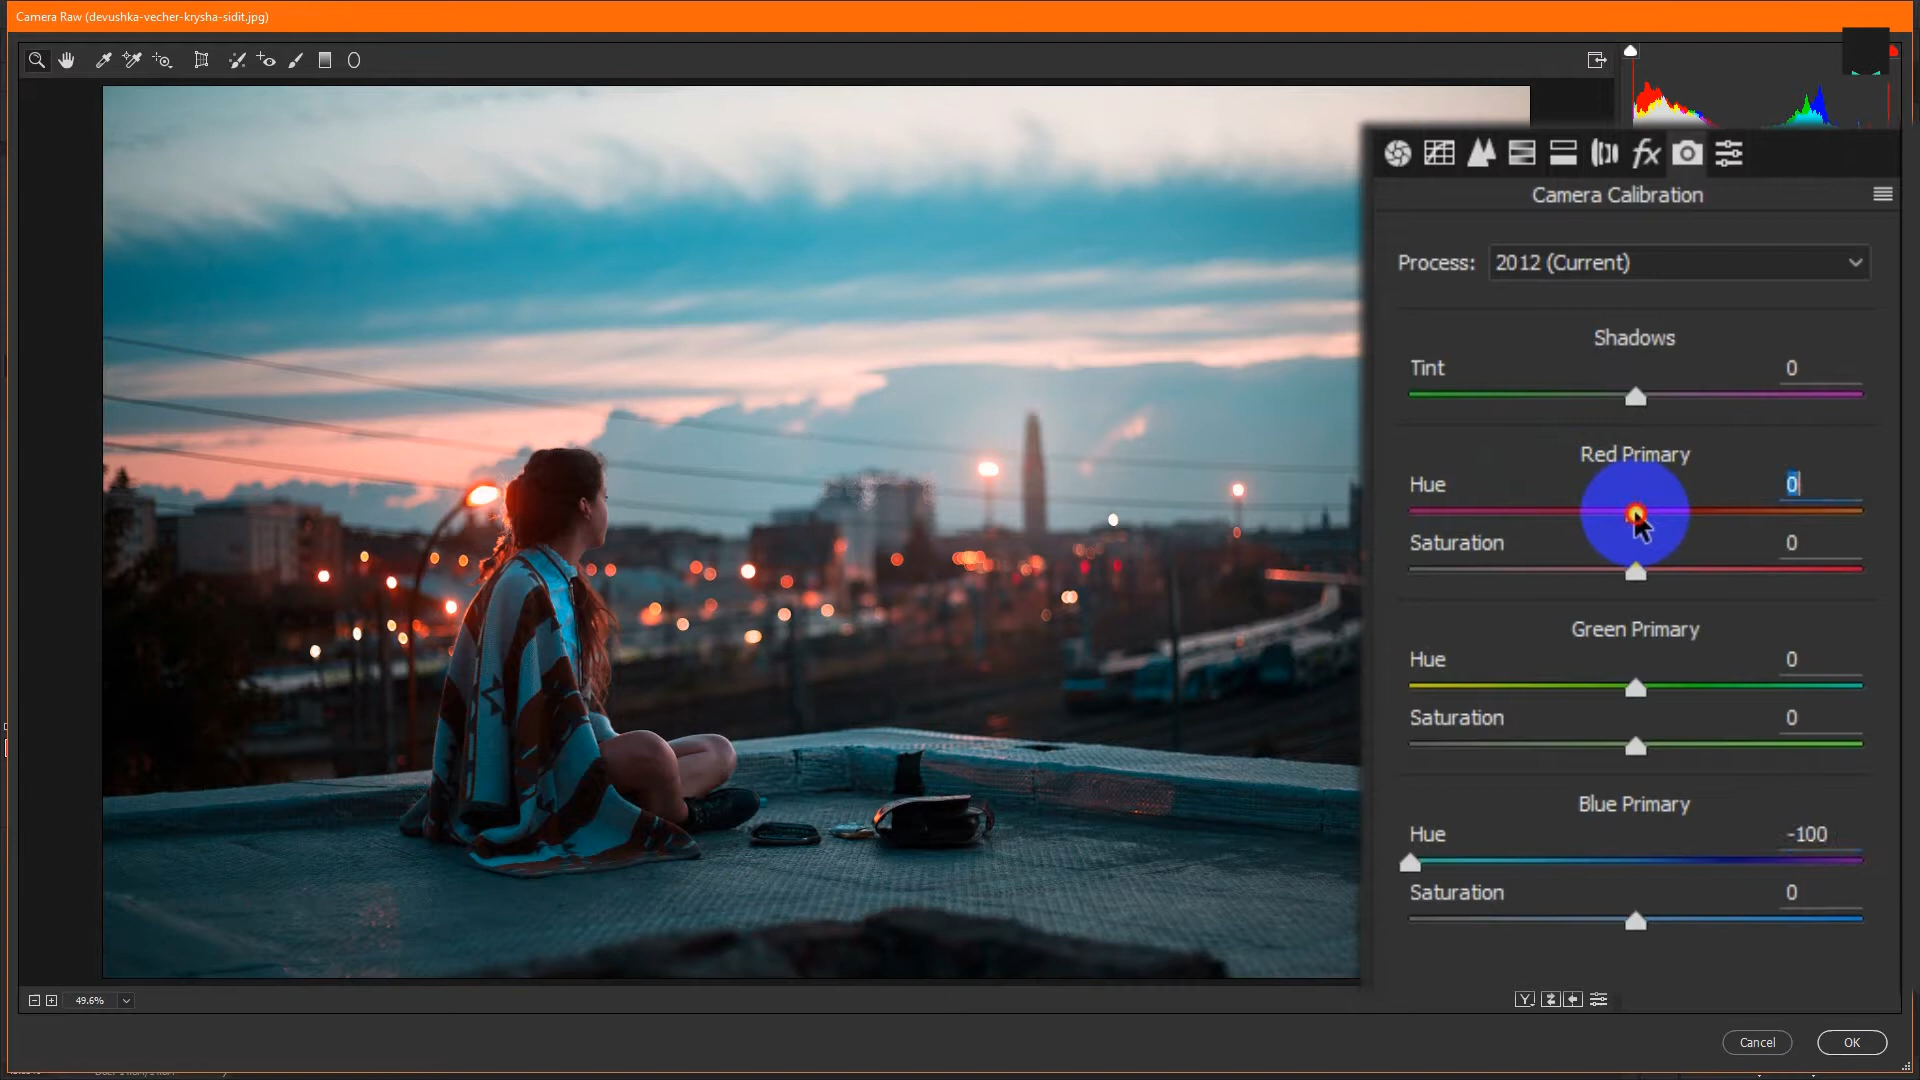 Camera Raw (devushka-vecher-krysha-sidit.jpg)
fx
Camera Calibration
Process: 2012 (Current)
Shadows
Tint 0
Red Primary
Hue 0
Saturation 0
Green Primary
Hue 0
Saturation 0
Blue Primary
Hue -100
Saturation 0
49.6%
Y
Cancel OK